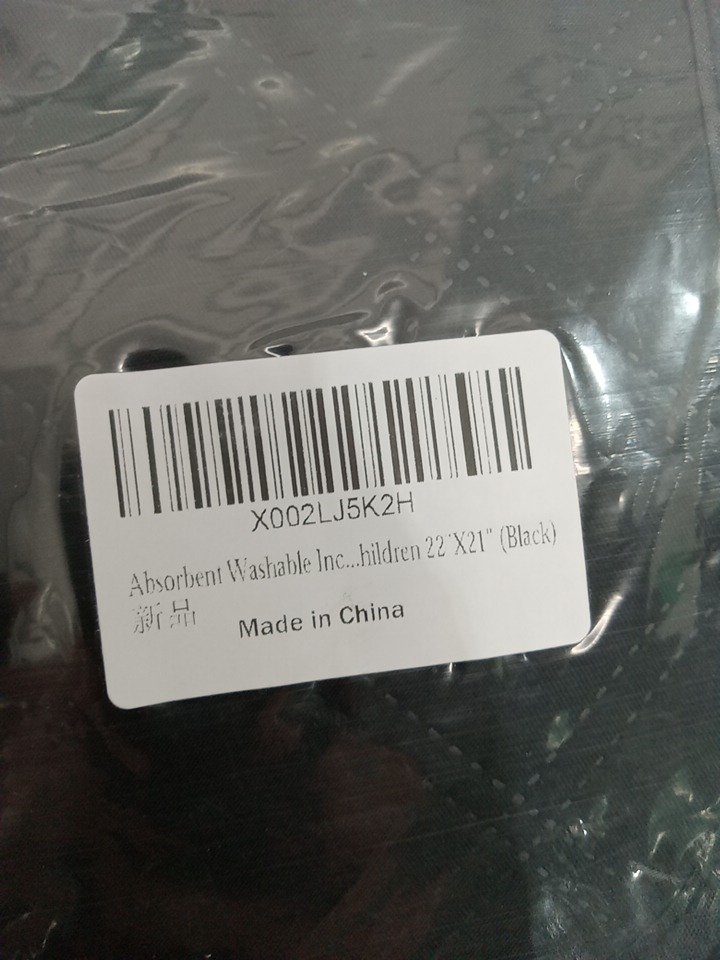 X002LJ5K2H
Absorbent Washable Inc...hildren 22"X21" (Black)
新品
Made in China